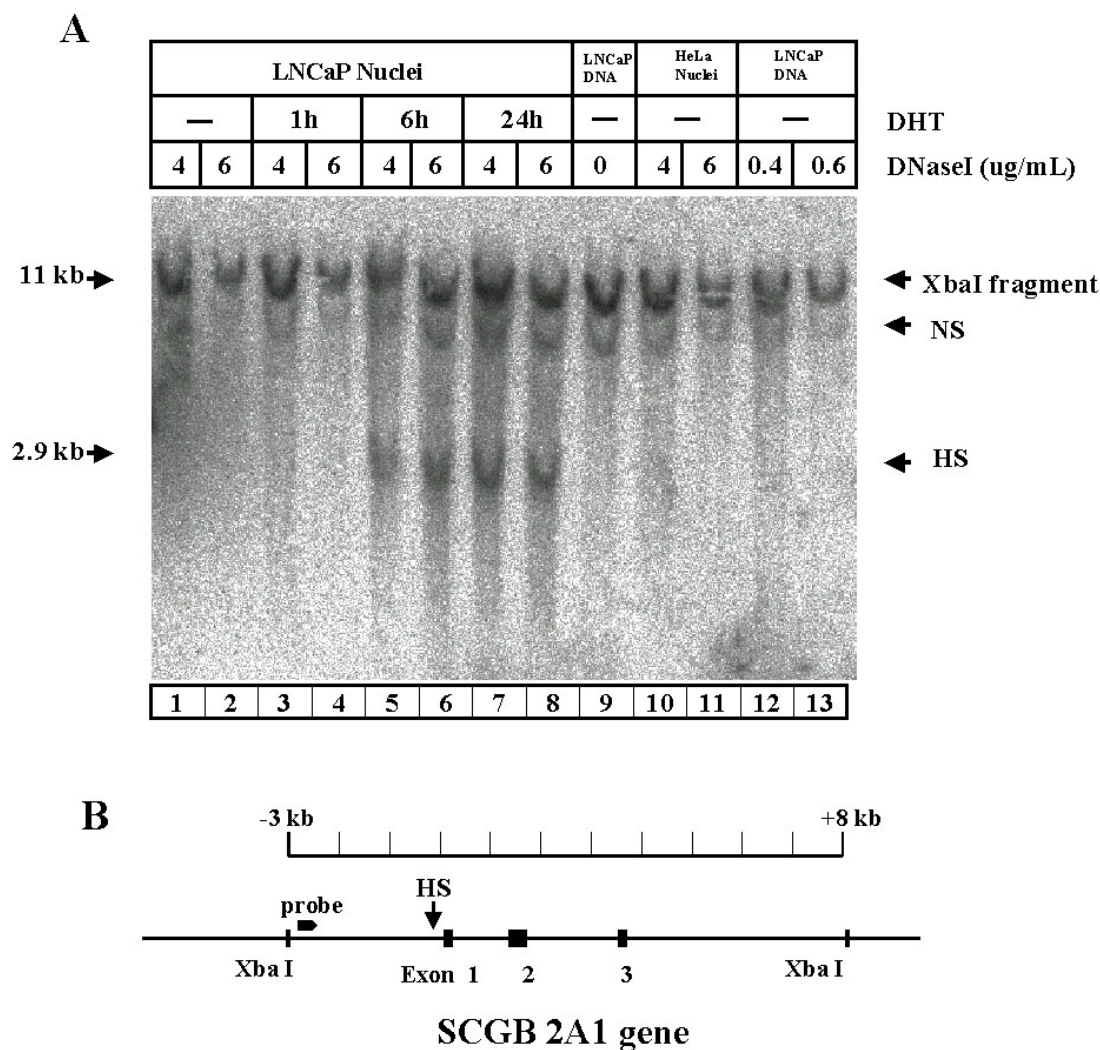 A
LNCaP Nuclei
LNCaP DNA
HeLa Nuclei
LNCaP DNA
— 1h 6h 24h — — — DHT
4 6 4 6 4 6 4 6 0 4 6 0.4 0.6 DNaseI (ug/mL)
11 kb
XbaI fragment
NS
2.9 kb
HS
1 2 3 4 5 6 7 8 9 10 11 12 13
B
-3 kb +8 kb
HS
probe
Xba I Exon 1 2 3 Xba I
SCGB 2A1 gene